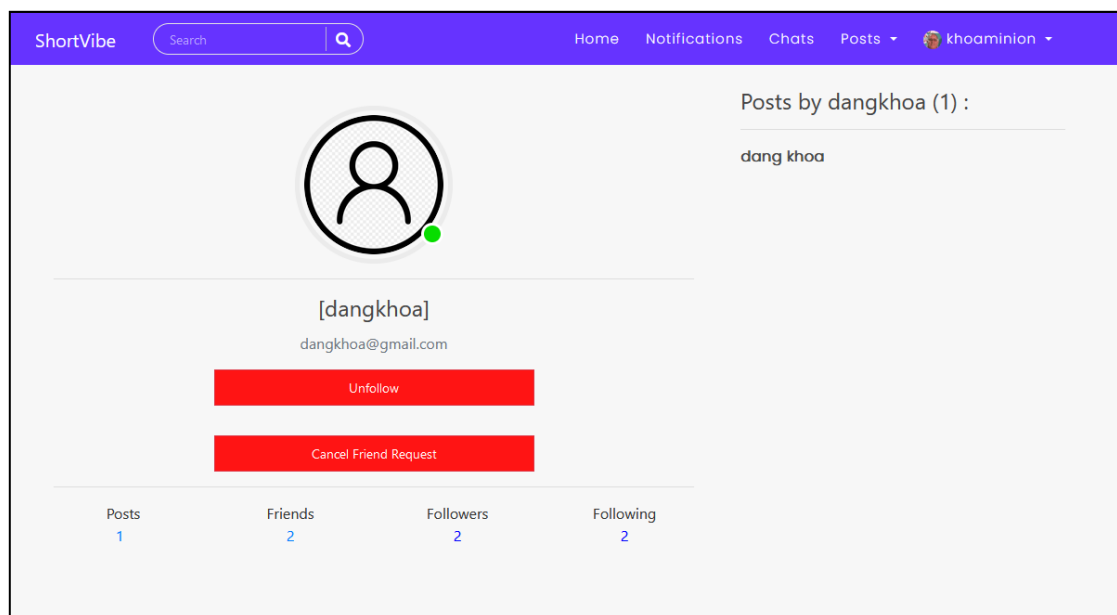 ShortVibe
Search
Home Notifications Chats Posts khoaminion
[dangkhoa]
dangkhoa@gmail.com
Unfollow
Cancel Friend Request
Posts Friends Followers Following
1 2 2 2
Posts by dangkhoa (1) :
dang khoa